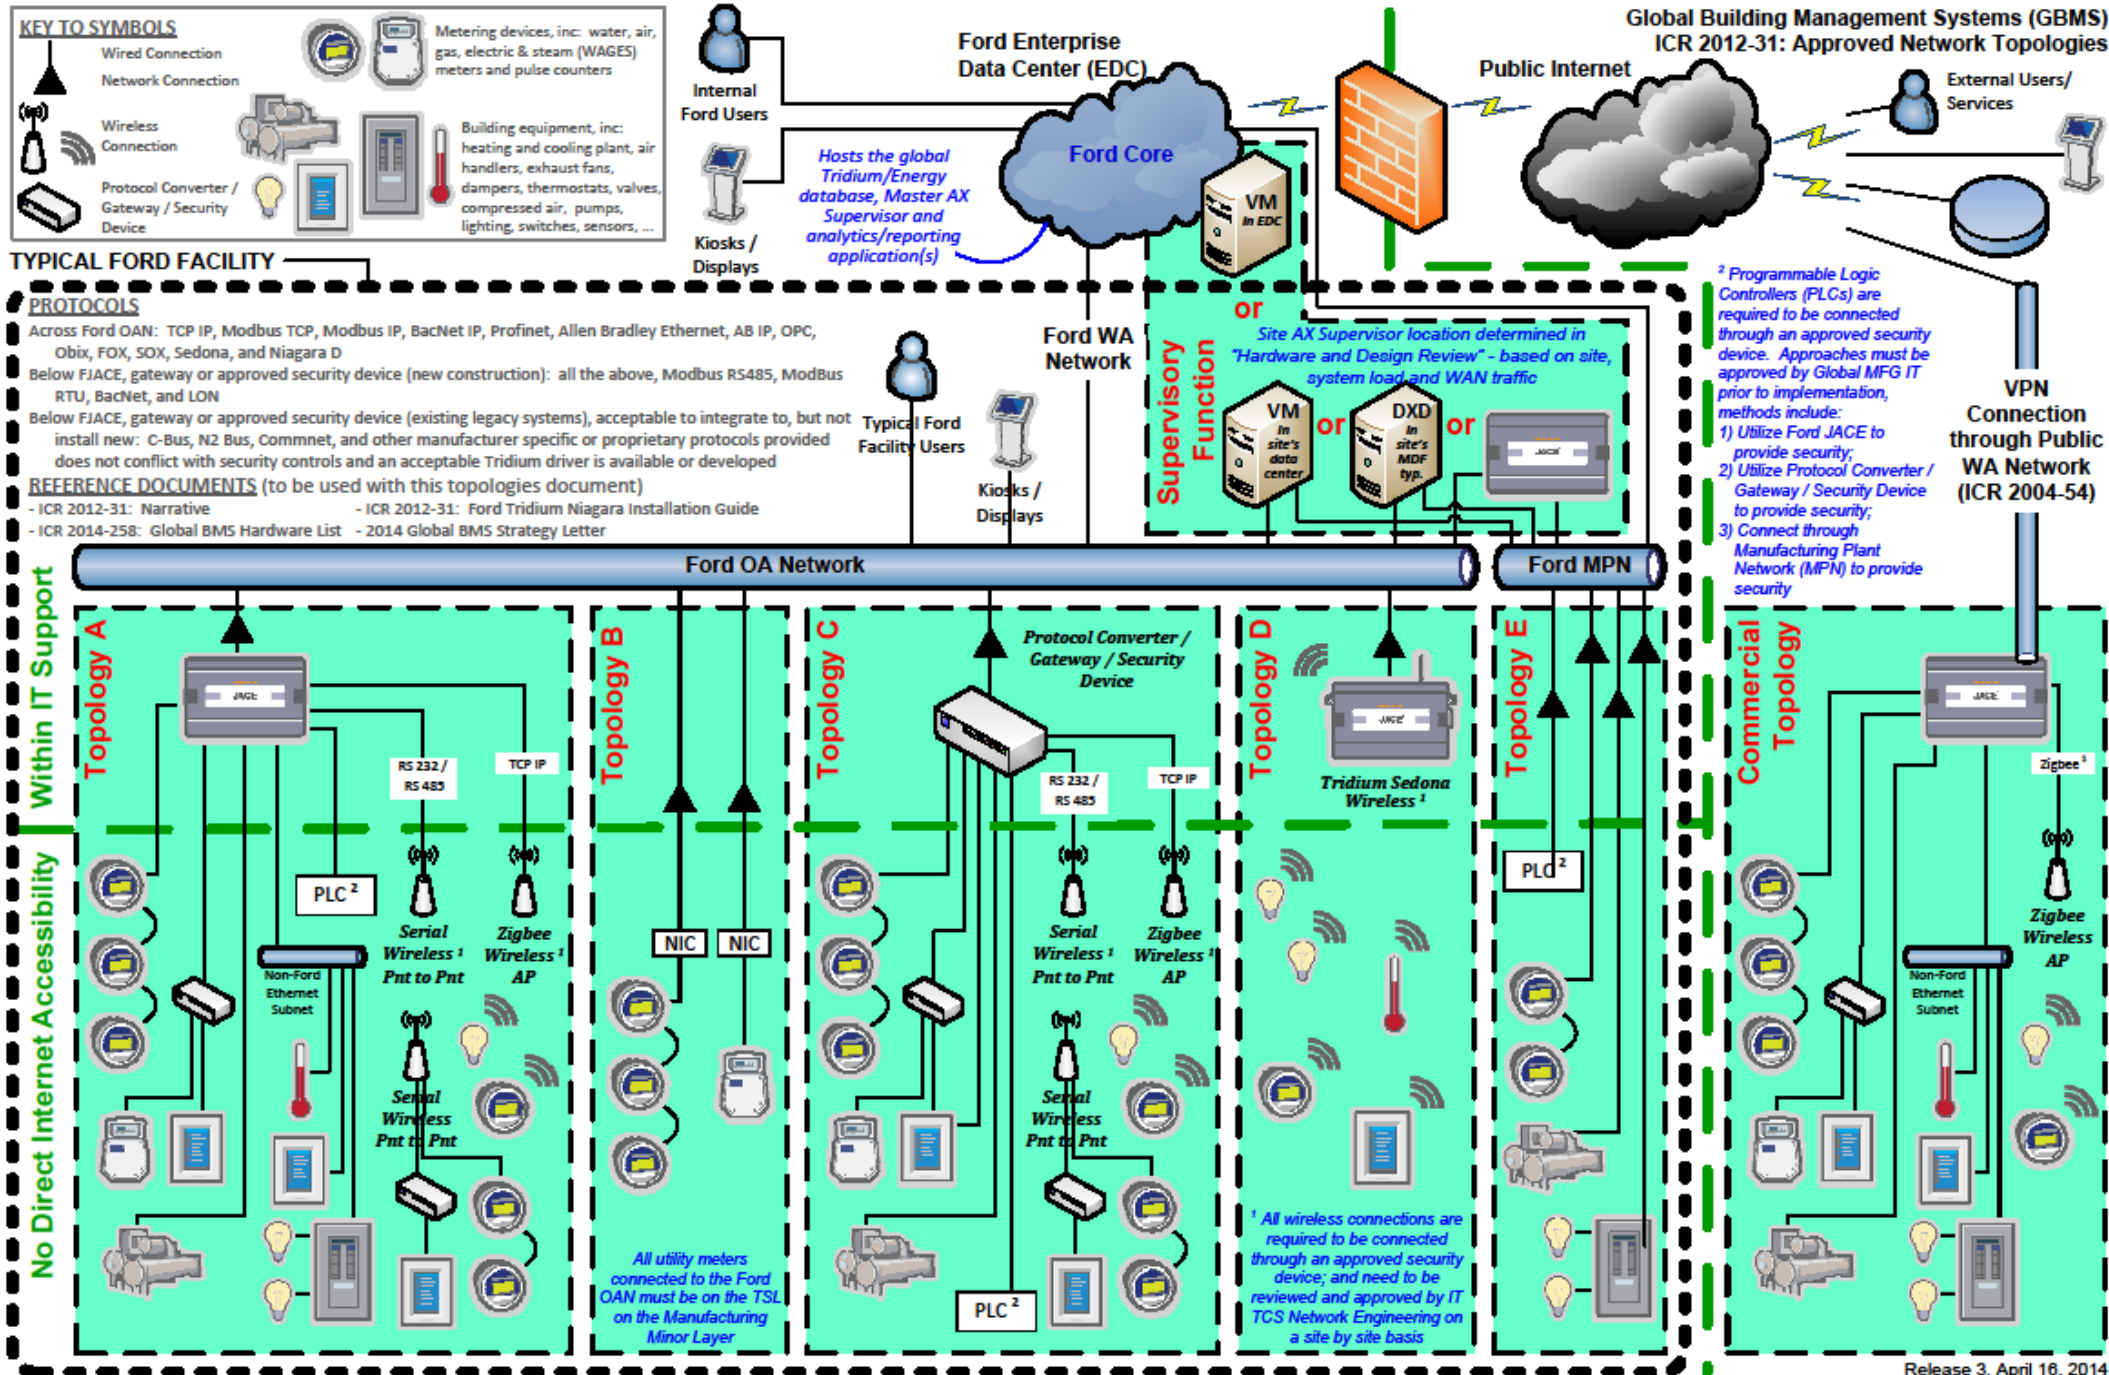 KEY TO SYMBOLS
Wired Connection
Network Connection
Wireless
Connection
Protocol Converter /
Gateway / Security
Device
Metering devices, inc: water, air,
gas, electric & steam (WAGES)
meters and pulse counters
Building equipment, inc:
heating and cooling plant, air
handlers, exhaust fans,
dampers, thermostats, valves,
compressed air, pumps,
lighting, switches, sensors, ...
Internal
Ford Users
Kiosks /
Displays
Ford Enterprise
Data Center (EDC)
Ford Core
Hosts the global
Tridium/Energy
database, Master AX
Supervisor and
analytics/reporting
application(s)
VM
In EDC
Public Internet
Global Building Management Systems (GBMS)
ICR 2012-31: Approved Network Topologies
External Users/
Services
TYPICAL FORD FACILITY
PROTOCOLS
Across Ford OAN: TCP IP, Modbus TCP, Modbus IP, BacNet IP, Profinet, Allen Bradley Ethernet, AB IP, OPC,
Obix, FOX, SOX, Sedona, and Niagara D
Below FJACE, gateway or approved security device (new construction): all the above, Modbus RS485, ModBus
RTU, BacNet, and LON
Below FJACE, gateway or approved security device (existing legacy systems), acceptable to integrate to, but not
install new: C-Bus, N2 Bus, Commnet, and other manufacturer specific or proprietary protocols provided
does not conflict with security controls and an acceptable Tridium driver is available or developed
REFERENCE DOCUMENTS (to be used with this topologies document)
- ICR 2012-31: Narrative - ICR 2012-31: Ford Tridium Niagara Installation Guide
- ICR 2014-258: Global BMS Hardware List - 2014 Global BMS Strategy Letter
Typical Ford
Facility Users
Kiosks /
Displays
Ford WA
Network
Supervisory
Function
or
Site AX Supervisor location determined in
"Hardware and Design Review" - based on site,
system load and WAN traffic
VM
In
site's
data
center
or
DXD
In
site's
MDF
typ.
or
JACE
² Programmable Logic
Controllers (PLCs) are
required to be connected
through an approved security
device. Approaches must be
approved by Global MFG IT
prior to implementation,
methods include:
1) Utilize Ford JACE to
provide security;
2) Utilize Protocol Converter /
Gateway / Security Device
to provide security;
3) Connect through
Manufacturing Plant
Network (MPN) to provide
security
VPN
Connection
through Public
WA Network
(ICR 2004-54)
Ford OA Network
Ford MPN
Within IT Support
No Direct Internet Accessibility
Topology A
JACE
RS 232 /
RS 485
TCP IP
PLC ²
Serial
Wireless ¹
Pnt to Pnt
Zigbee
Wireless ¹
AP
Non-Ford
Ethernet
Subnet
Serial
Wireless
Pnt to Pnt
Topology B
NIC
NIC
All utility meters
connected to the Ford
OAN must be on the TSL
on the Manufacturing
Minor Layer
Topology C
Protocol Converter /
Gateway / Security
Device
RS 232 /
RS 485
TCP IP
Serial
Wireless ¹
Pnt to Pnt
Zigbee
Wireless ¹
AP
Serial
Wireless
Pnt to Pnt
PLC ²
Topology D
JACE
Tridium Sedona
Wireless ¹
¹ All wireless connections are
required to be connected
through an approved security
device; and need to be
reviewed and approved by IT
TCS Network Engineering on
a site by site basis
Topology E
PLC ²
Commercial
Topology
JACE
Zigbee ¹
Zigbee
Wireless
AP
Non-Ford
Ethernet
Subnet
Release 3, April 16, 2014